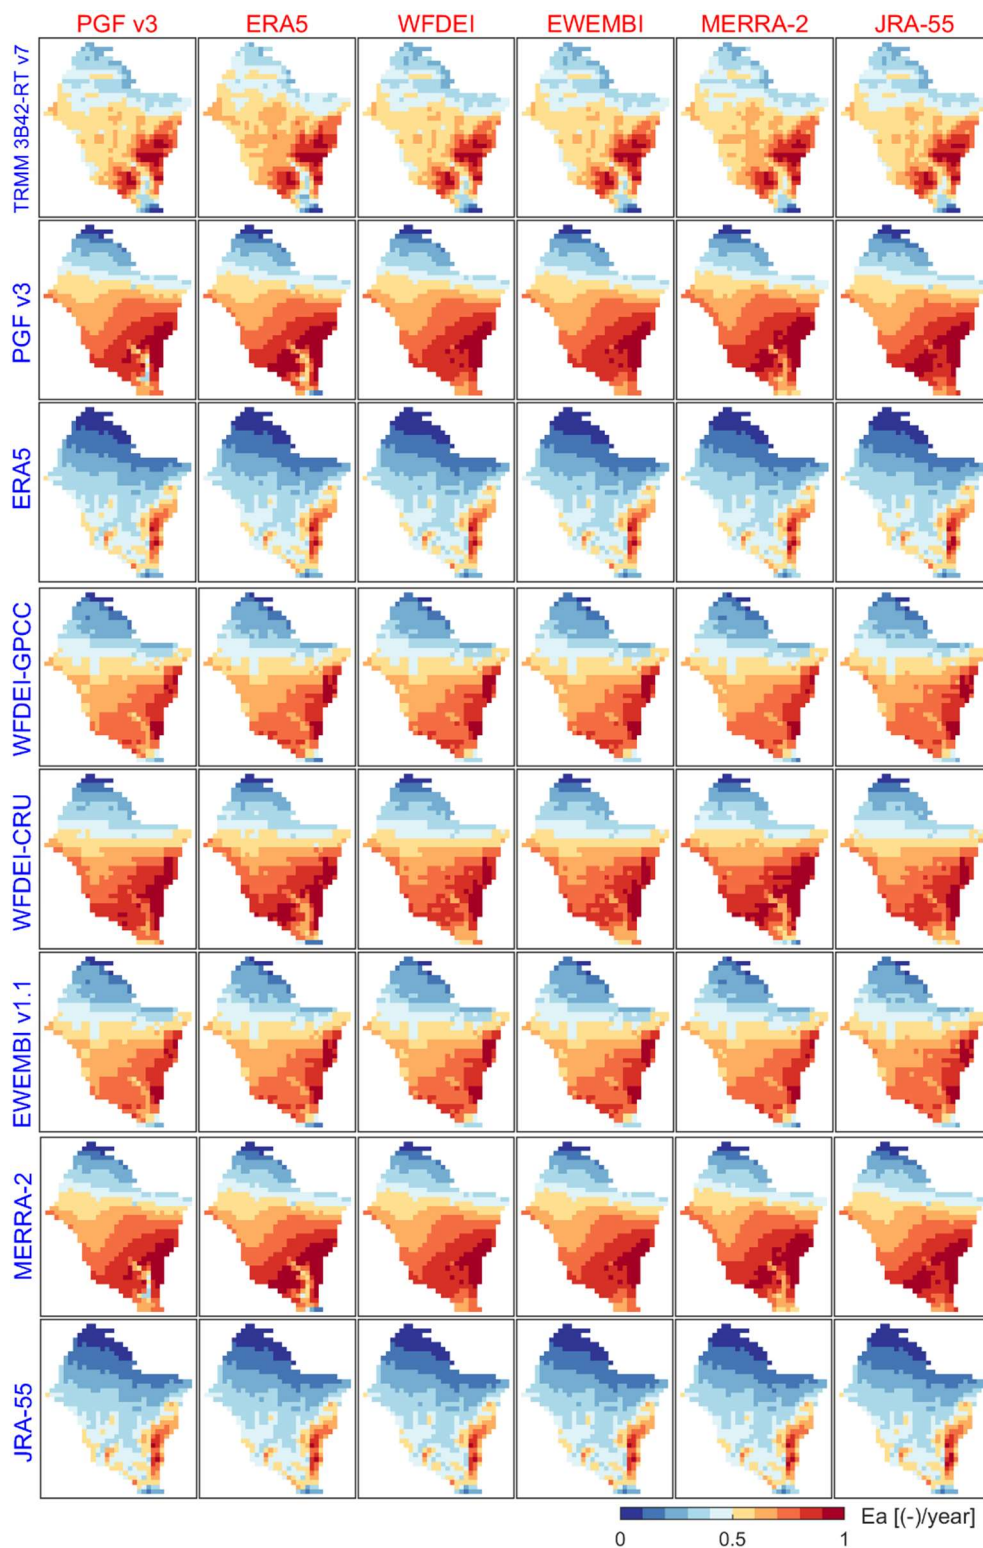 PGF v3 ERA5 WFDEI EWEMBI MERRA-2 JRA-55
TRMM 3B42-RT v7
PGF v3
ERA5
WFDEI-GPCC
WFDEI-CRU
EWEMBI v1.1
MERRA-2
JRA-55
Ea [(-)/year]
0 0.5 1